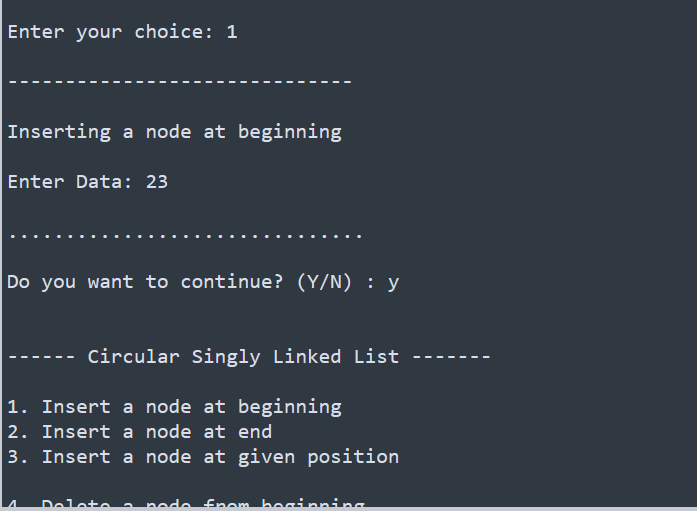 Enter your choice: 1
------------------------------
Inserting a node at beginning
Enter Data: 23
...............................
Do you want to continue? (Y/N) : y
------ Circular Singly Linked List -------
1. Insert a node at beginning
2. Insert a node at end
3. Insert a node at given position
4. Delete a node from beginning